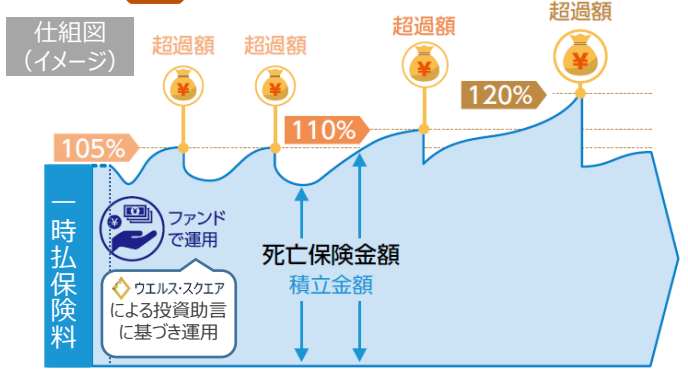 仕組図
（イメージ）
超過額
超過額
超過額
超過額
¥
¥
¥
¥
105%
110%
120%
一時払保険料
¥
¥
ファンド
で運用
ウエルス・スクエア
による投資助言
に基づき運用
死亡保険金額
積立金額